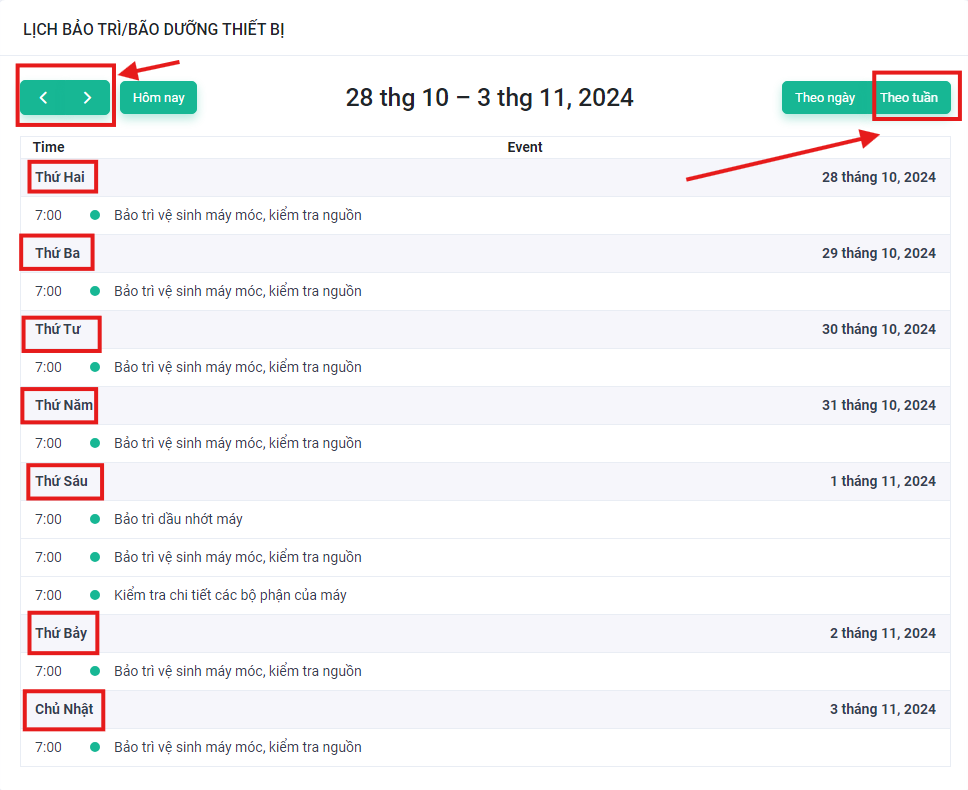 LỊCH BẢO TRÌ/BÃO DƯỠNG THIẾT BỊ
Hôm nay 28 thg 10 – 3 thg 11, 2024 Theo ngày Theo tuần
Time Event
Thứ Hai 28 tháng 10, 2024
7:00 Bảo trì vệ sinh máy móc, kiểm tra nguồn
Thứ Ba 29 tháng 10, 2024
7:00 Bảo trì vệ sinh máy móc, kiểm tra nguồn
Thứ Tư 30 tháng 10, 2024
7:00 Bảo trì vệ sinh máy móc, kiểm tra nguồn
Thứ Năm 31 tháng 10, 2024
7:00 Bảo trì vệ sinh máy móc, kiểm tra nguồn
Thứ Sáu 1 tháng 11, 2024
7:00 Bảo trì dầu nhớt máy
7:00 Bảo trì vệ sinh máy móc, kiểm tra nguồn
7:00 Kiểm tra chi tiết các bộ phận của máy
Thứ Bảy 2 tháng 11, 2024
7:00 Bảo trì vệ sinh máy móc, kiểm tra nguồn
Chủ Nhật 3 tháng 11, 2024
7:00 Bảo trì vệ sinh máy móc, kiểm tra nguồn